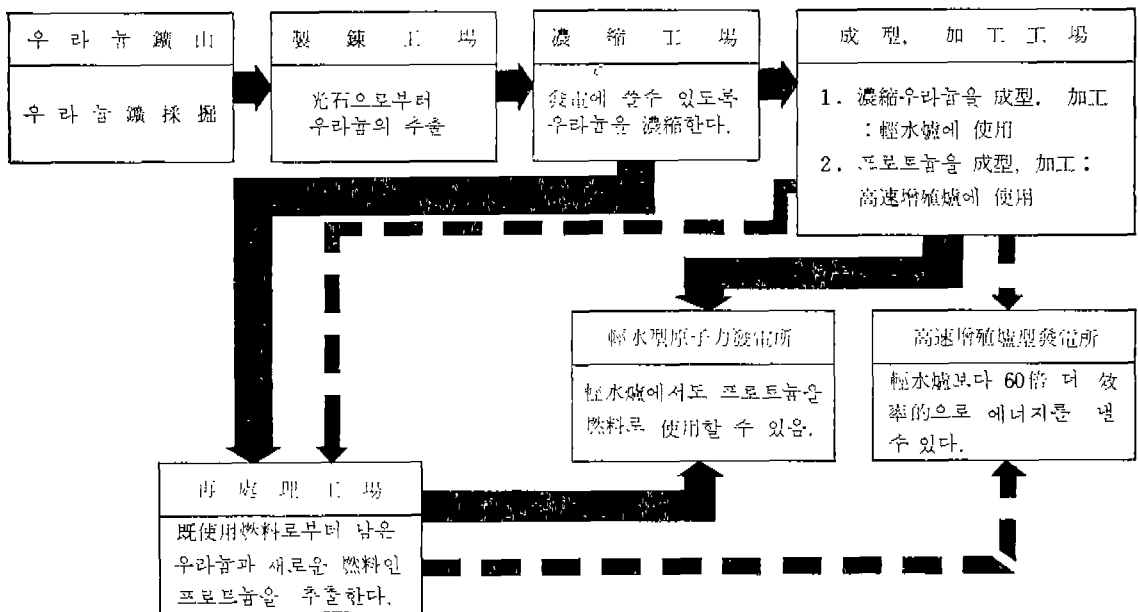 우라늄鑛山
우라늄鑛採掘
製鍊工場
光石으로부터
우라늄의 추출
濃縮工場
發電에 쓸수 있도록
우라늄을 濃縮한다.
成型, 加工工場
1. 濃縮우라늄을 成型, 加工
:輕水爐에 使用
2. 프로토늄을 成型, 加工:
高速增殖爐에 使用
輕水型原子力發電所
輕水爐에서도 프로토늄을
燃料로 使用할 수 있음.
高速增殖爐型發電所
輕水爐보다 60倍 더 效
率的으로 에너지를 낼
수 있다.
再處理工場
旣使用燃料로부터 남은
우라늄과 새로운 燃料인
프로토늄을 추출한다.